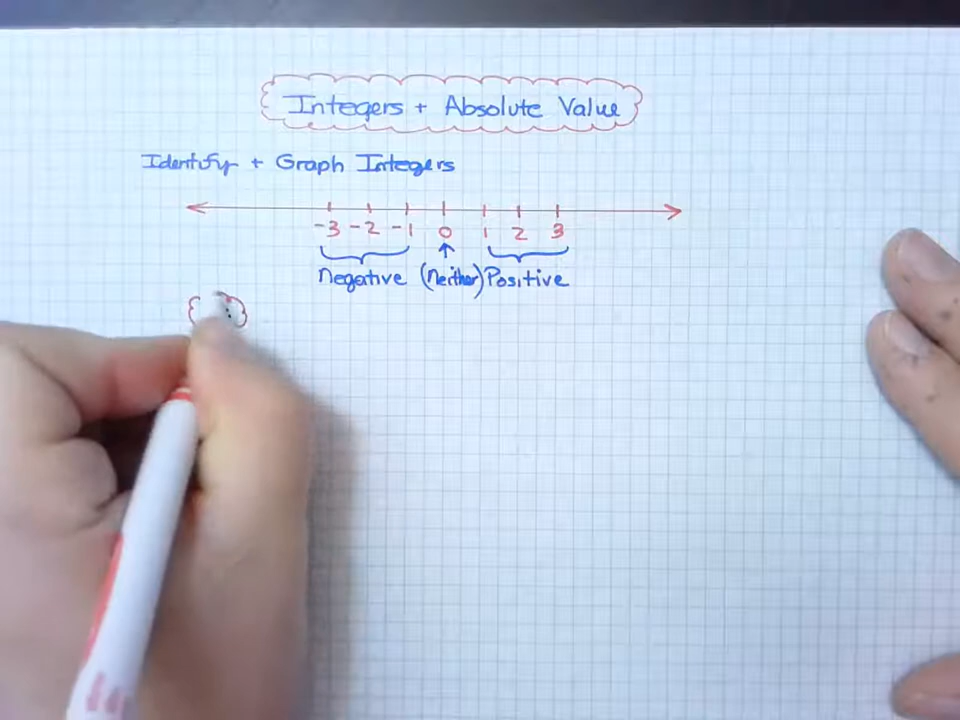 Integers + Absolute Value
Identify + Graph Integers
-3 -2 -1 0 1 2 3
Negative (Neither) Positive